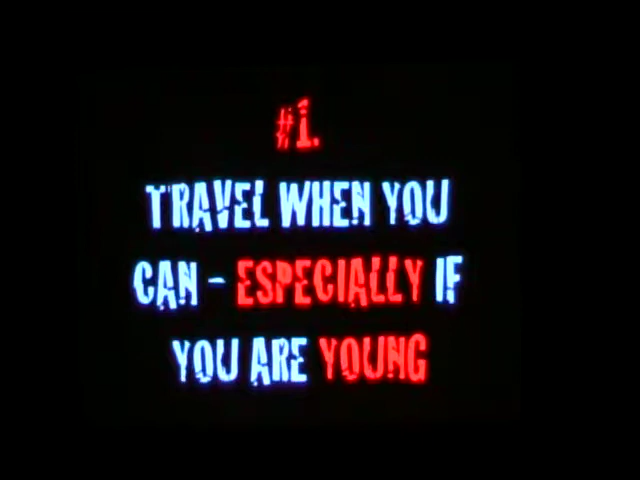 #1.
TRAVEL WHEN YOU
CAN - ESPECIALLY IF
YOU ARE YOUNG